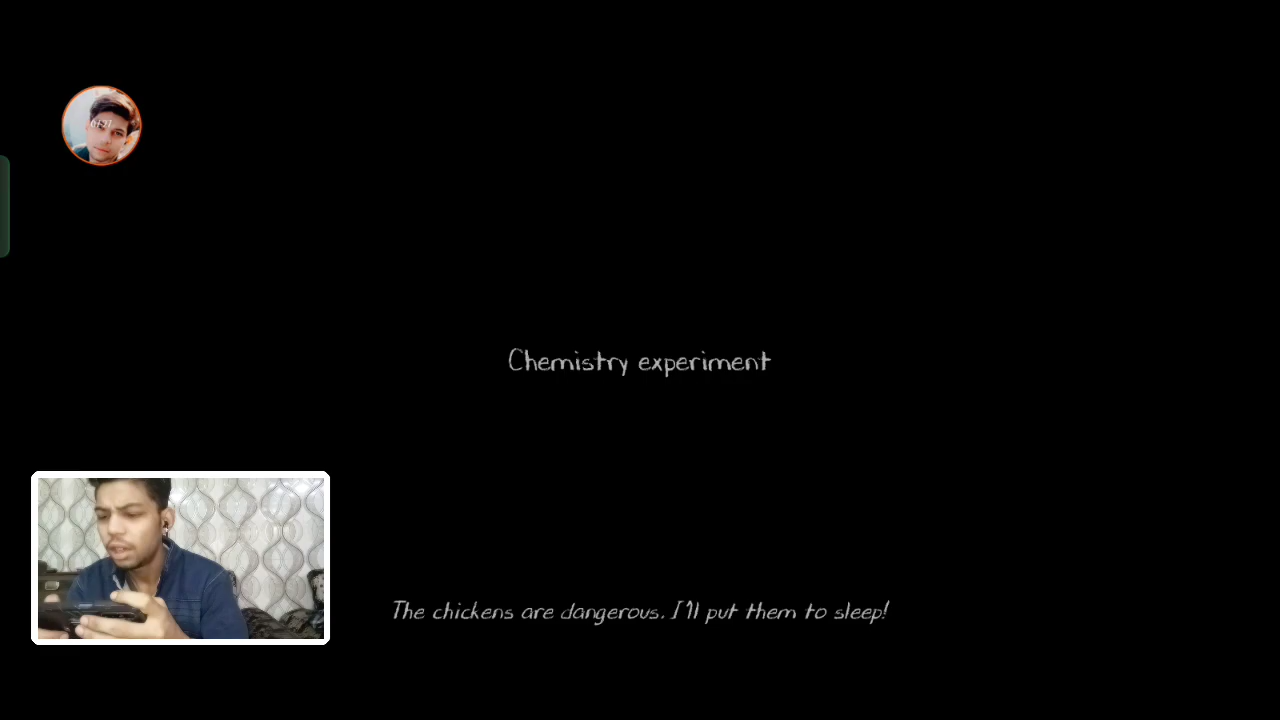 Chemistry experiment
The chickens are dangerous. I'll put them to sleep!